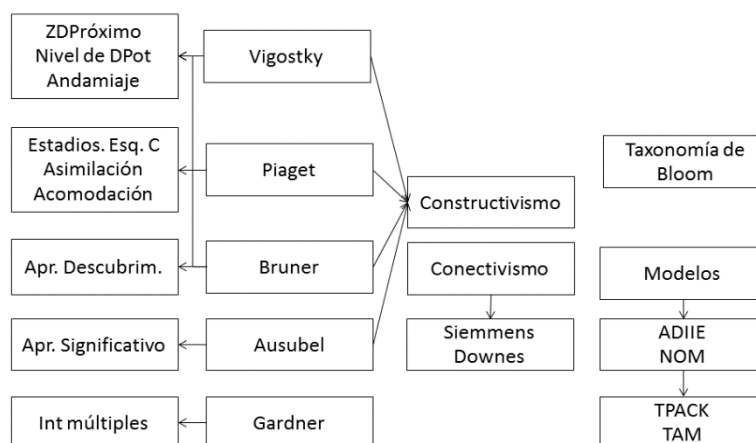 ZDPróximo
Nivel de DPot
Andamiaje
Vigostky
Estadios. Esq. C
Asimilación
Acomodación
Piaget
Taxonomía de
Bloom
Constructivismo
Apr. Descubrim.
Bruner
Conectivismo
Modelos
Apr. Significativo
Ausubel
Siemmens
Downes
ADIIE
NOM
Int múltiples
Gardner
TPACK
TAM